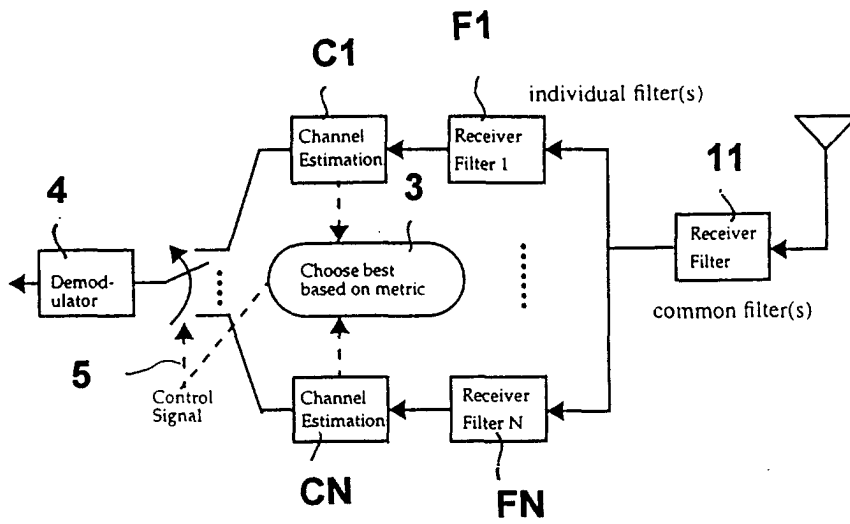 F1
C1
individual filter(s)
Channel
Estimation
Receiver
Filter 1
4
3
11
Demod-
ulator
Choose best
based on metric
Receiver
Filter
common filter(s)
5
Control
Signal
Channel
Estimation
Receiver
Filter N
CN
FN